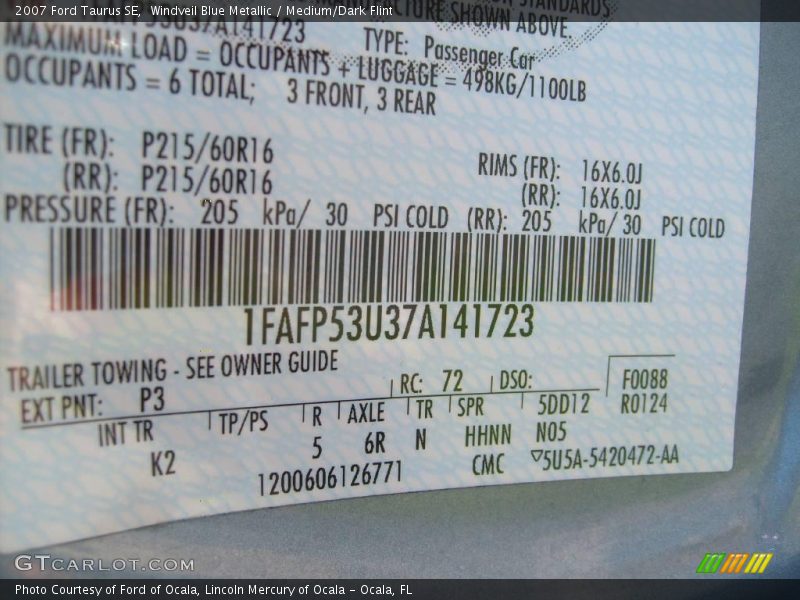 2007 Ford Taurus SE, Windveil Blue Metallic / Medium/Dark Flint
STANDARDS
SHOWN ABOVE.
TYPE: Passenger Car
MAXIMUM LOAD = OCCUPANTS + LUGGAGE = 498KG/1100LB
OCCUPANTS = 6 TOTAL; 3 FRONT, 3 REAR
TIRE (FR): P215/60R16 RIMS (FR): 16X6.0J
(RR): P215/60R16 (RR): 16X6.0J
PRESSURE (FR): 205 kPa/ 30 PSI COLD (RR): 205 kPa/ 30 PSI COLD
1FAFP53U37A141723
TRAILER TOWING - SEE OWNER GUIDE
EXT PNT: P3 RC: 72 DSO: F0088
INT TR TP/PS R AXLE TR SPR 5DD12 R0124
K2 5 6R N HHNN N05
1200606126771 CMC ▽5U5A-5420472-AA
GTCARLOT.COM
Photo Courtesy of Ford of Ocala, Lincoln Mercury of Ocala – Ocala, FL